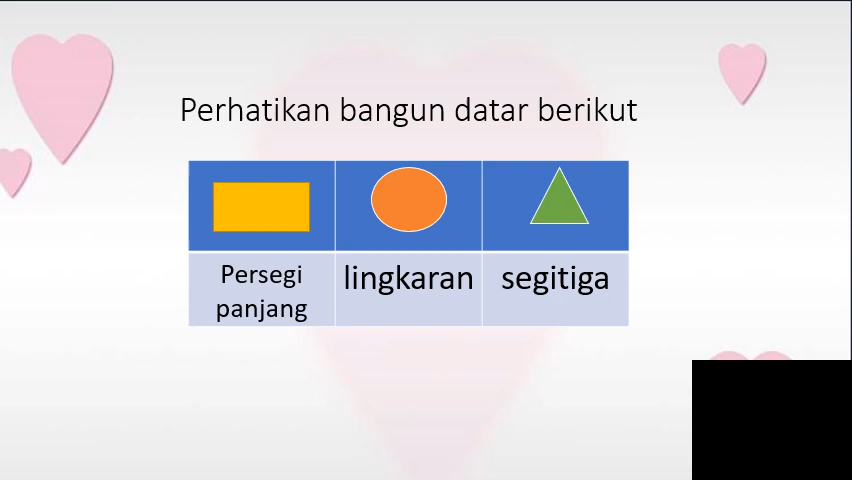 Perhatikan bangun datar berikut
Persegi
panjang
lingkaran
segitiga